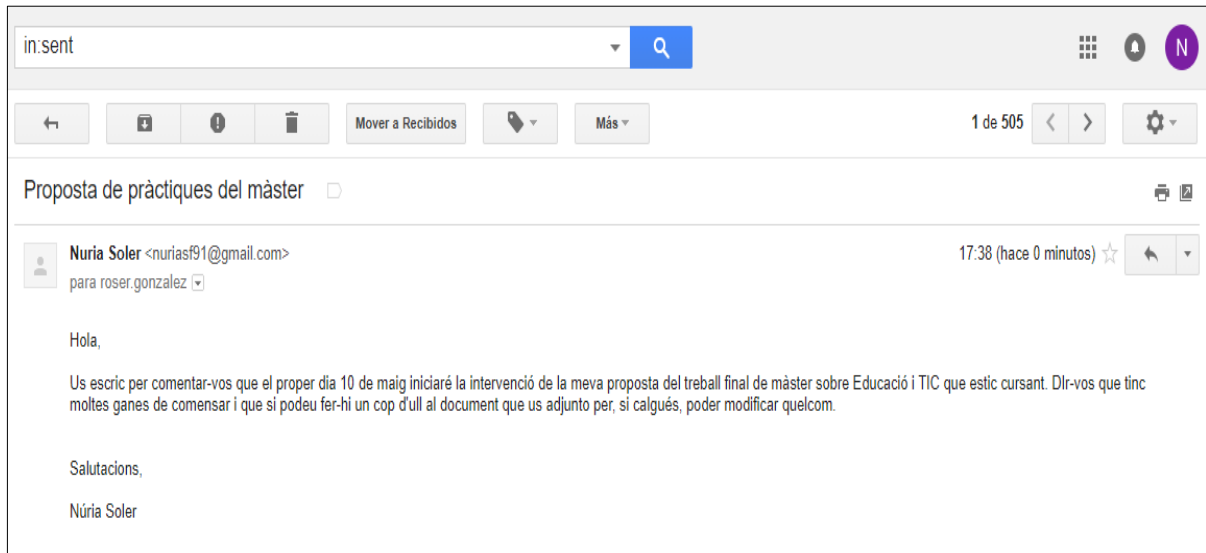 in:sent
N
Mover a Recibidos
Más
1 de 505
Proposta de pràctiques del màster
Nuria Soler <nuriasf91@gmail.com>
17:38 (hace 0 minutos)
para roser.gonzalez
Hola,
Us escric per comentar-vos que el proper dia 10 de maig iniciaré la intervenció de la meva proposta del treball final de màster sobre Educació i TIC que estic cursant. DIr-vos que tinc
moltes ganes de comensar i que si podeu fer-hi un cop d'ull al document que us adjunto per, si calgués, poder modificar quelcom.
Salutacions,
Núria Soler